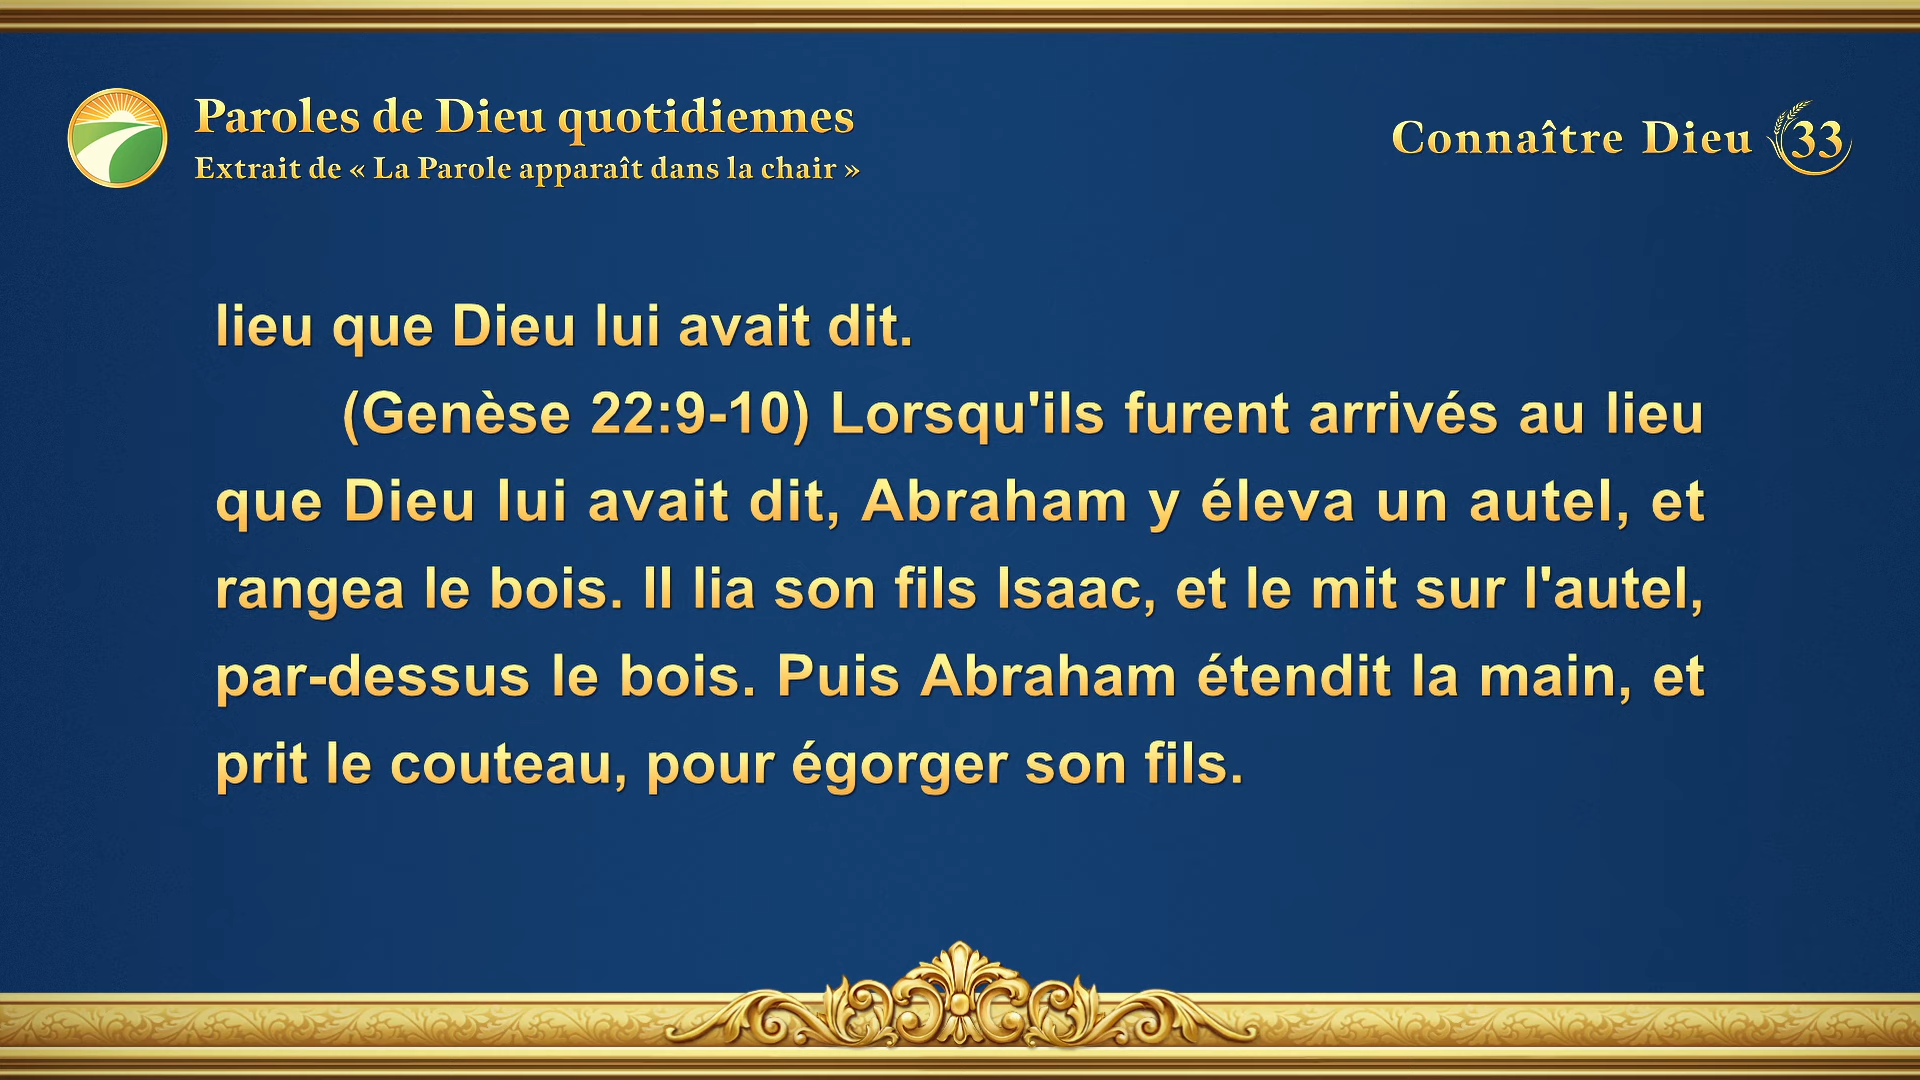 Paroles de Dieu quotidiennes
Extrait de « La Parole apparaît dans la chair »
Connaître Dieu 33
lieu que Dieu lui avait dit.
(Genèse 22:9-10) Lorsqu'ils furent arrivés au lieu
que Dieu lui avait dit, Abraham y éleva un autel, et
rangea le bois. Il lia son fils Isaac, et le mit sur l'autel,
par-dessus le bois. Puis Abraham étendit la main, et
prit le couteau, pour égorger son fils.